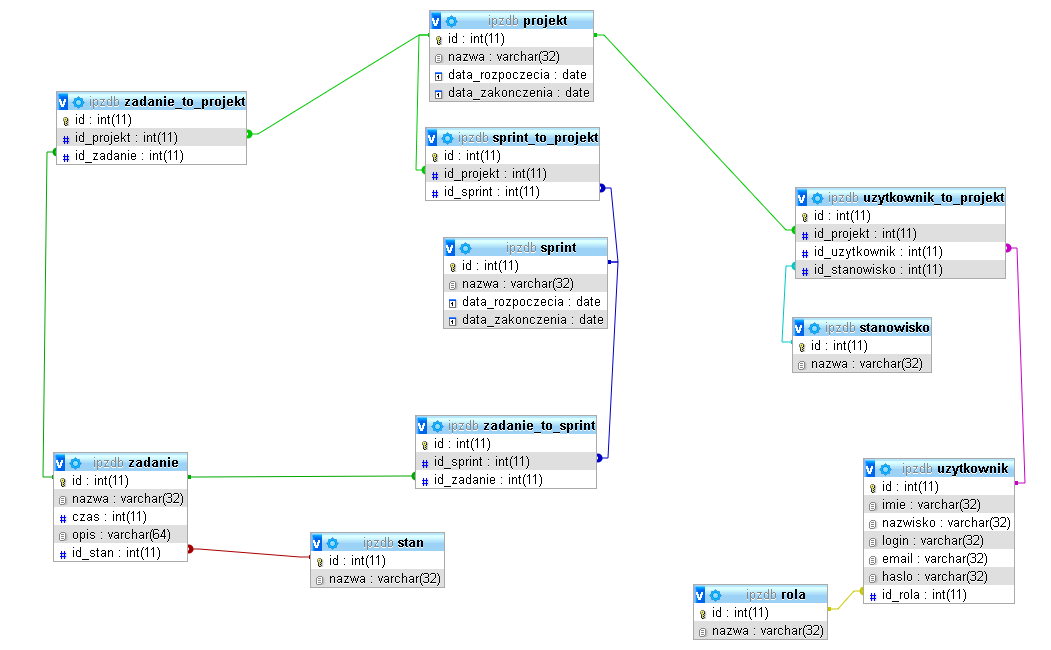 ipzdb projekt
id : int(11)
nazwa : varchar(32)
data_rozpoczecia : date
data_zakonczenia : date
ipzdb zadanie_to_projekt
id : int(11)
id_projekt : int(11)
id_zadanie : int(11)
ipzdb sprint_to_projekt
id : int(11)
id_projekt : int(11)
id_sprint : int(11)
ipzdb uzytkownik_to_projekt
id : int(11)
id_projekt : int(11)
id_uzytkownik : int(11)
id_stanowisko : int(11)
ipzdb sprint
id : int(11)
nazwa : varchar(32)
data_rozpoczecia : date
data_zakonczenia : date
ipzdb stanowisko
id : int(11)
nazwa : varchar(32)
ipzdb zadanie_to_sprint
id : int(11)
id_sprint : int(11)
id_zadanie : int(11)
ipzdb zadanie
id : int(11)
nazwa : varchar(32)
czas : int(11)
opis : varchar(64)
id_stan : int(11)
ipzdb uzytkownik
id : int(11)
imie : varchar(32)
nazwisko : varchar(32)
login : varchar(32)
email : varchar(32)
haslo : varchar(32)
id_rola : int(11)
ipzdb stan
id : int(11)
nazwa : varchar(32)
ipzdb rola
id : int(11)
nazwa : varchar(32)